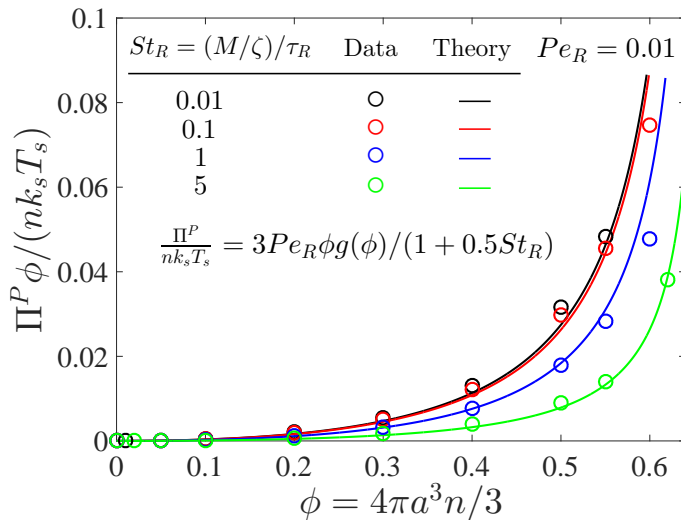 St_R = (M/ζ)/τ_R Data Theory Pe_R = 0.01
0.01
0.1
1
5
Π^P/(nk_sT_s) = 3Pe_Rϕg(ϕ)/(1 + 0.5St_R)
Π^P ϕ/(nk_sT_s)
0.1
0.08
0.06
0.04
0.02
0
0 0.1 0.2 0.3 0.4 0.5 0.6
ϕ = 4πa^3n/3